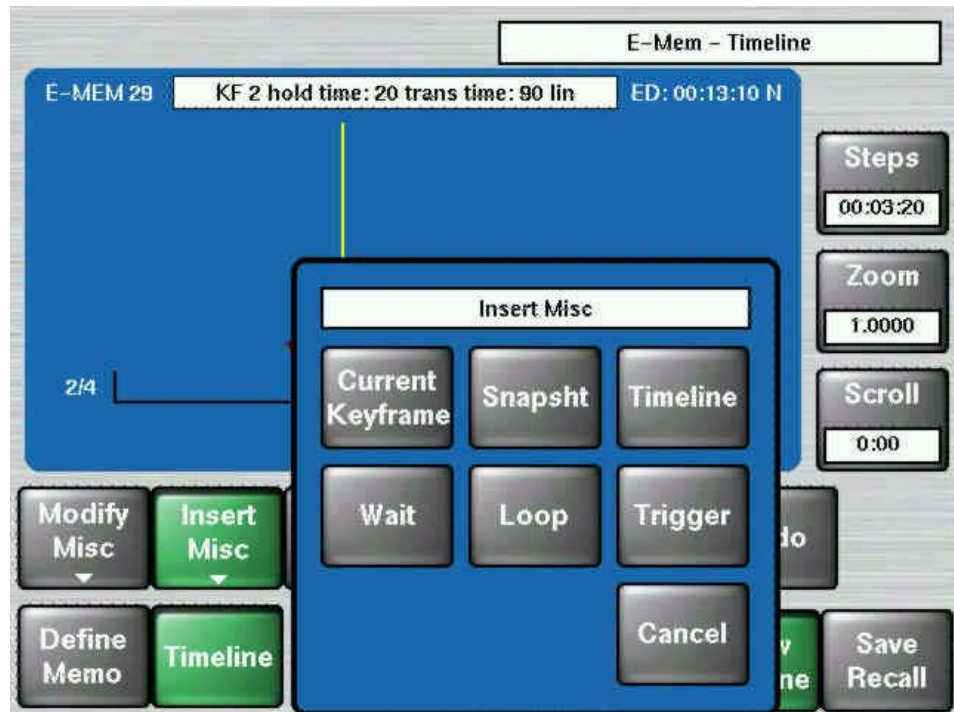 E-Mem – Timeline
E-MEM 29
KF 2 hold time: 20 trans time: 90 lin
ED: 00:13:10 N
Steps
00:03:20
Zoom
1.0000
Scroll
0:00
2/4
Insert Misc
Current
Keyframe
Snapsht
Timeline
Wait
Loop
Trigger
Cancel
Modify
Misc
Insert
Misc
Define
Memo
Timeline
Save
Recall